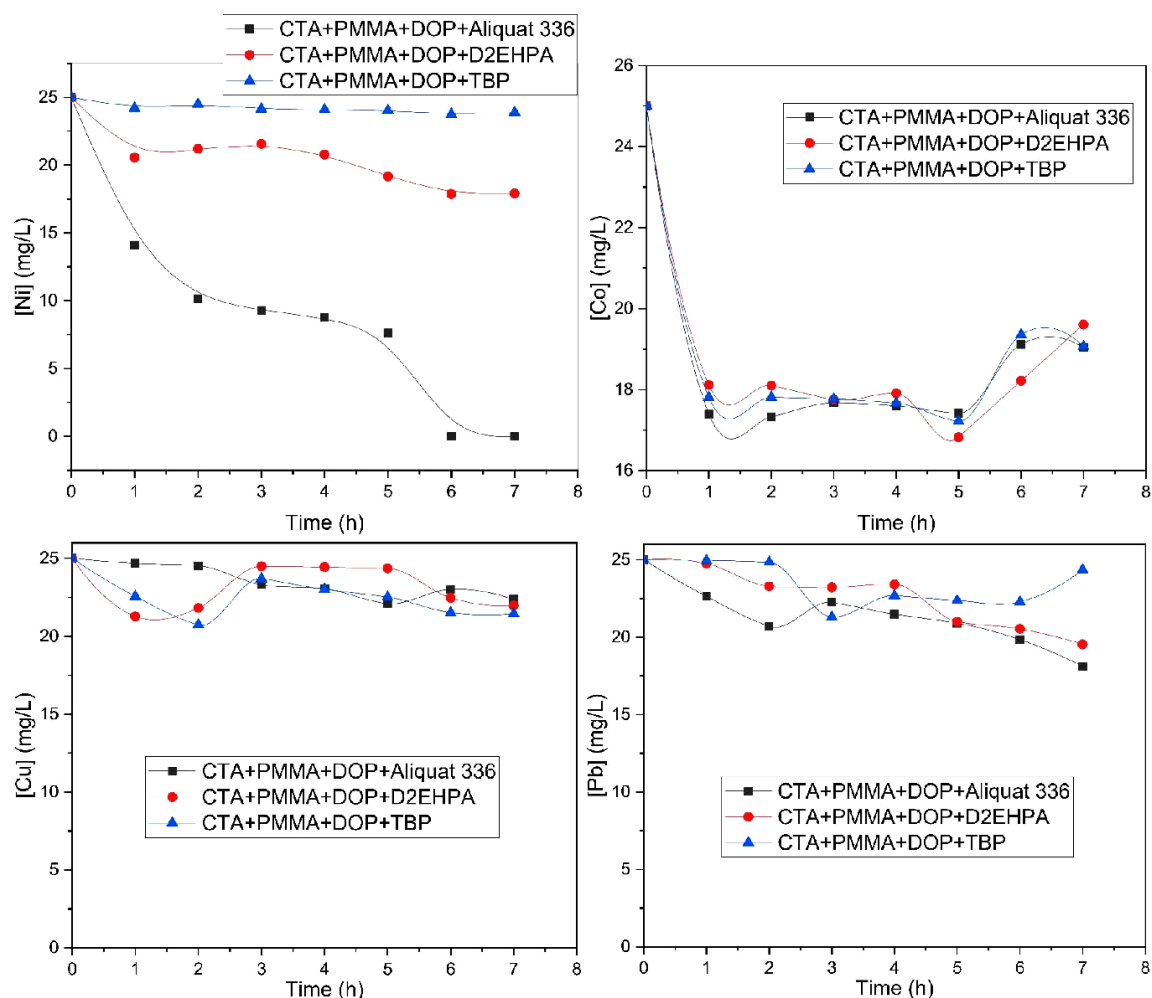 CTA+PMMA+DOP+Aliquat 336
CTA+PMMA+DOP+D2EHPA
CTA+PMMA+DOP+TBP
25
20
15
10
5
0
[Ni] (mg/L)
0 1 2 3 4 5 6 7 8
Time (h)
26
24
22
20
18
16
[Co] (mg/L)
CTA+PMMA+DOP+Aliquat 336
CTA+PMMA+DOP+D2EHPA
CTA+PMMA+DOP+TBP
0 1 2 3 4 5 6 7 8
Time (h)
25
20
15
10
5
0
[Cu] (mg/L)
CTA+PMMA+DOP+Aliquat 336
CTA+PMMA+DOP+D2EHPA
CTA+PMMA+DOP+TBP
0 1 2 3 4 5 6 7 8
Time (h)
25
20
15
10
5
0
[Pb] (mg/L)
CTA+PMMA+DOP+Aliquat 336
CTA+PMMA+DOP+D2EHPA
CTA+PMMA+DOP+TBP
0 1 2 3 4 5 6 7 8
Time (h)